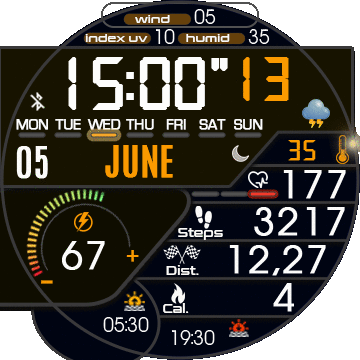 wind 05
index uv 10 humid 35
15:00" 13
MON TUE WED THU FRI SAT SUN
05 JUNE 35
177
Steps 3217
67 + Dist. 12,27
-
Cal. 4
05:30 19:30